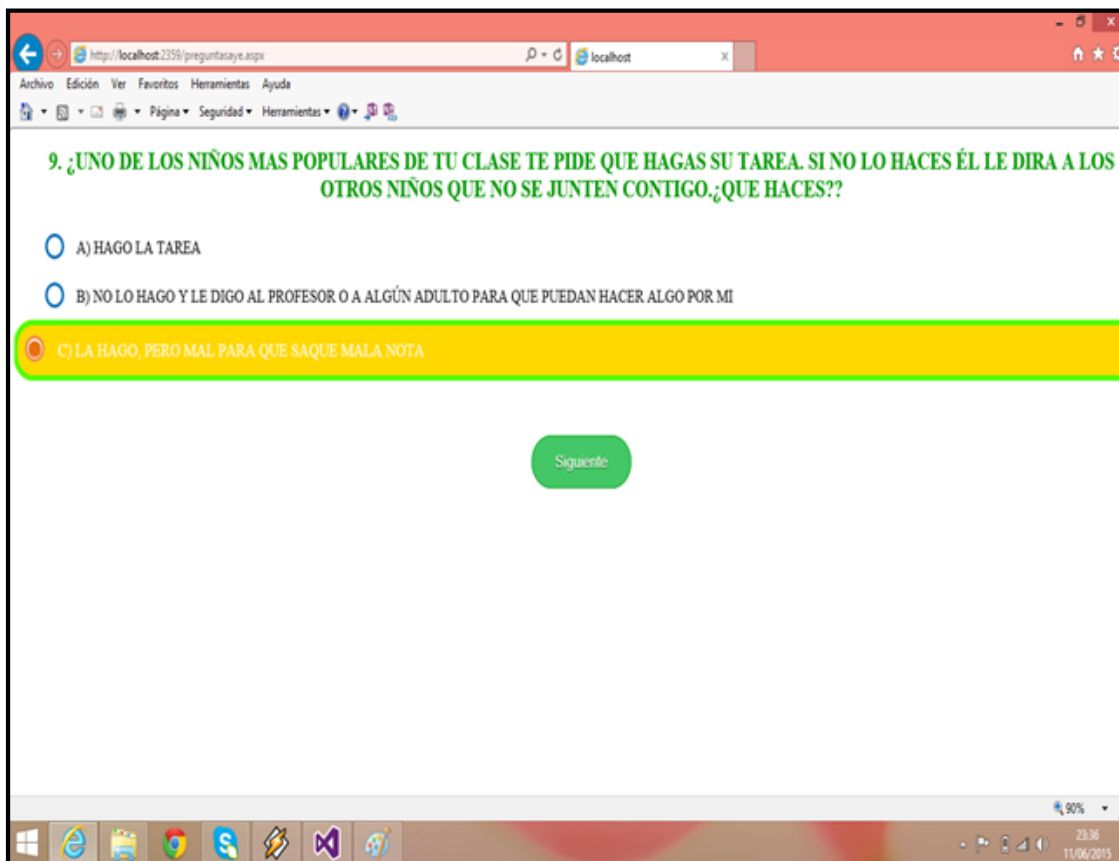 http://localhost:2359/preguntasaye.aspx
localhost
Archivo Edición Ver Favoritos Herramientas Ayuda
Página Seguridad Herramientas
9. ¿UNO DE LOS NIÑOS MAS POPULARES DE TU CLASE TE PIDE QUE HAGAS SU TAREA. SI NO LO HACES ÉL LE DIRA A LOS
OTROS NIÑOS QUE NO SE JUNTEN CONTIGO.¿QUE HACES??
A) HAGO LA TAREA
B) NO LO HAGO Y LE DIGO AL PROFESOR O A ALGÚN ADULTO PARA QUE PUEDAN HACER ALGO POR MI
C) LA HAGO, PERO MAL PARA QUE SAQUE MALA NOTA
Siguiente
90%
23:36
11/06/2015